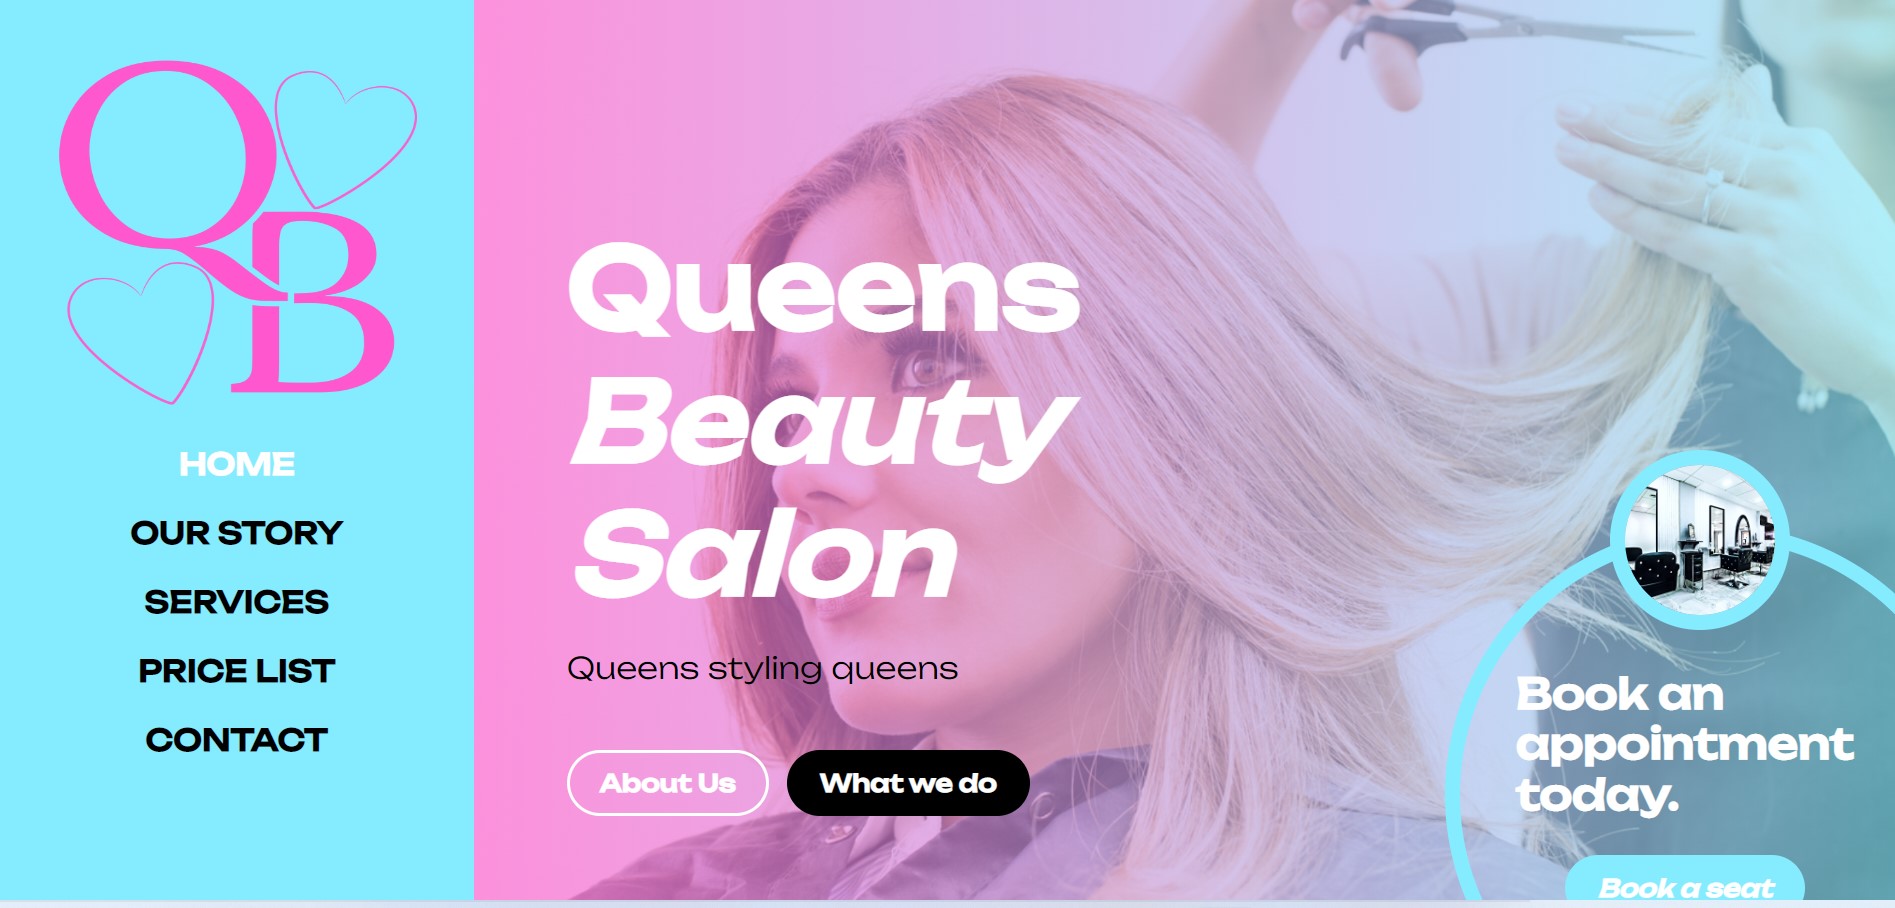 QB
HOME
OUR STORY
SERVICES
PRICE LIST
CONTACT
Queens
Beauty
Salon
Queens styling queens
About Us
What we do
Book an
appointment
today.
Book a seat